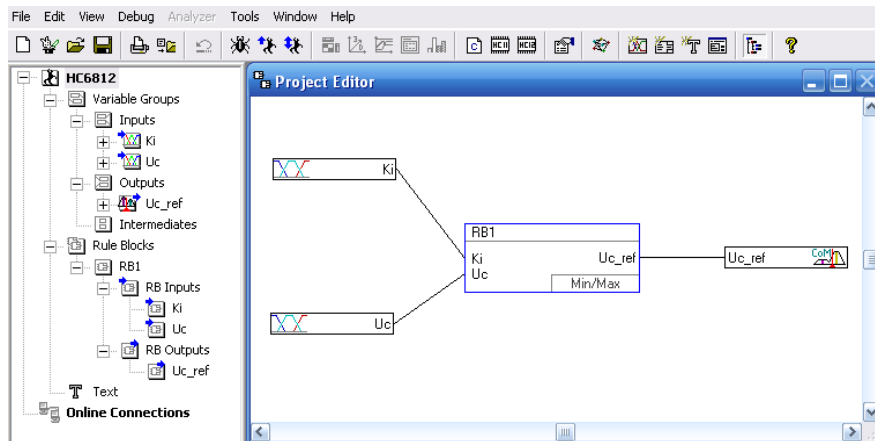 File Edit View Debug Analyzer Tools Window Help
HC6812
Variable Groups
Inputs
Ki
Uc
Outputs
Uc_ref
Intermediates
Rule Blocks
RB1
RB Inputs
Ki
Uc
RB Outputs
Uc_ref
Text
Online Connections
Project Editor
Ki
RB1
Ki Uc_ref
Uc
Min/Max
Uc_ref CoM
Uc